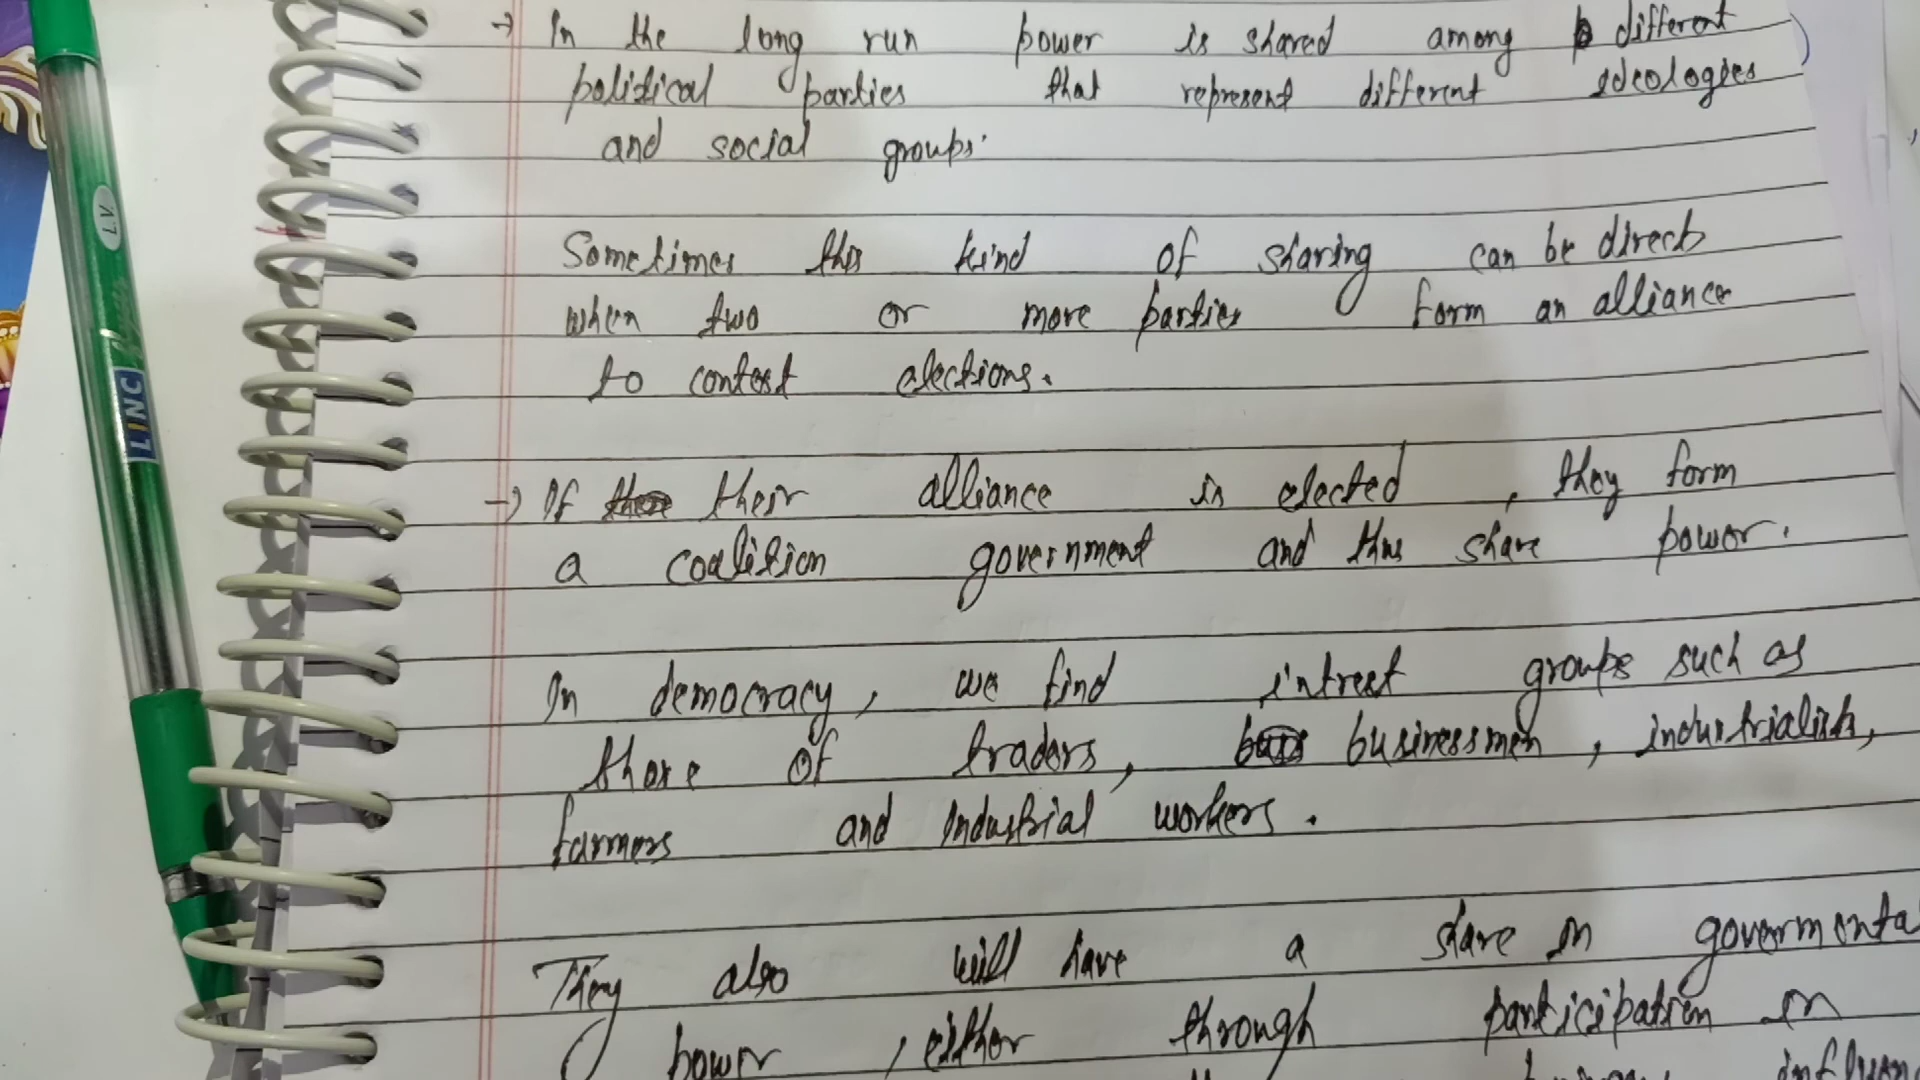 → In the long run power is shared among different
political parties that represent different ideologies
and social groups.
Sometimes this kind of sharing can be direct
when two or more parties form an alliance
to contest elections.
→ If their alliance is elected, they form
a coalition government and thus share power.
In democracy, we find intrest groups such as
those of traders, businessmen, industrialists,
farmers and industrial workers.
They also will have a share in govermenta
power, either through participation in
influen
LINC
L.V.